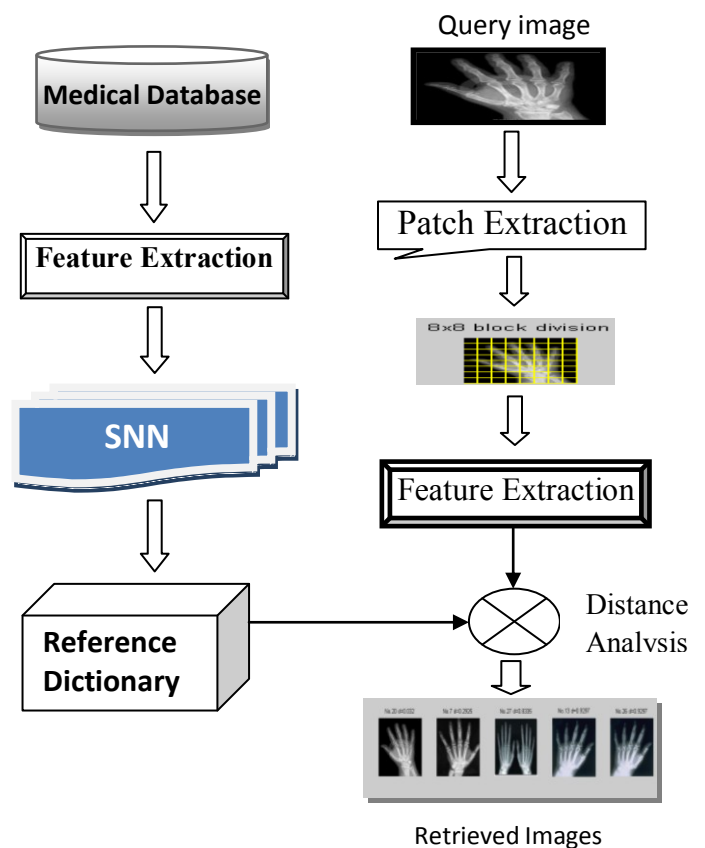 Query image
Medical Database
Patch Extraction
Feature Extraction
8x8 block division
SNN
Feature Extraction
Reference
Dictionary
Distance
Analysis
Retrieved Images